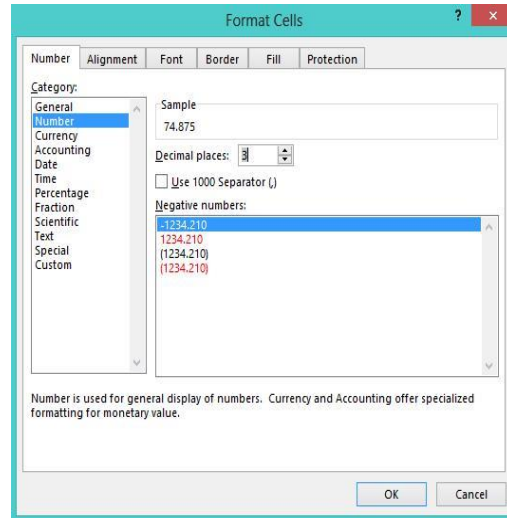 Format Cells
?
×
Number Alignment Font Border Fill Protection
Category:
General
Number
Currency
Accounting
Date
Time
Percentage
Fraction
Scientific
Text
Special
Custom
Sample
74.875
Decimal places: 3
Use 1000 Separator (,)
Negative numbers:
-1234.210
1234.210
(1234.210)
(1234.210)
Number is used for general display of numbers. Currency and Accounting offer specialized
formatting for monetary value.
OK Cancel